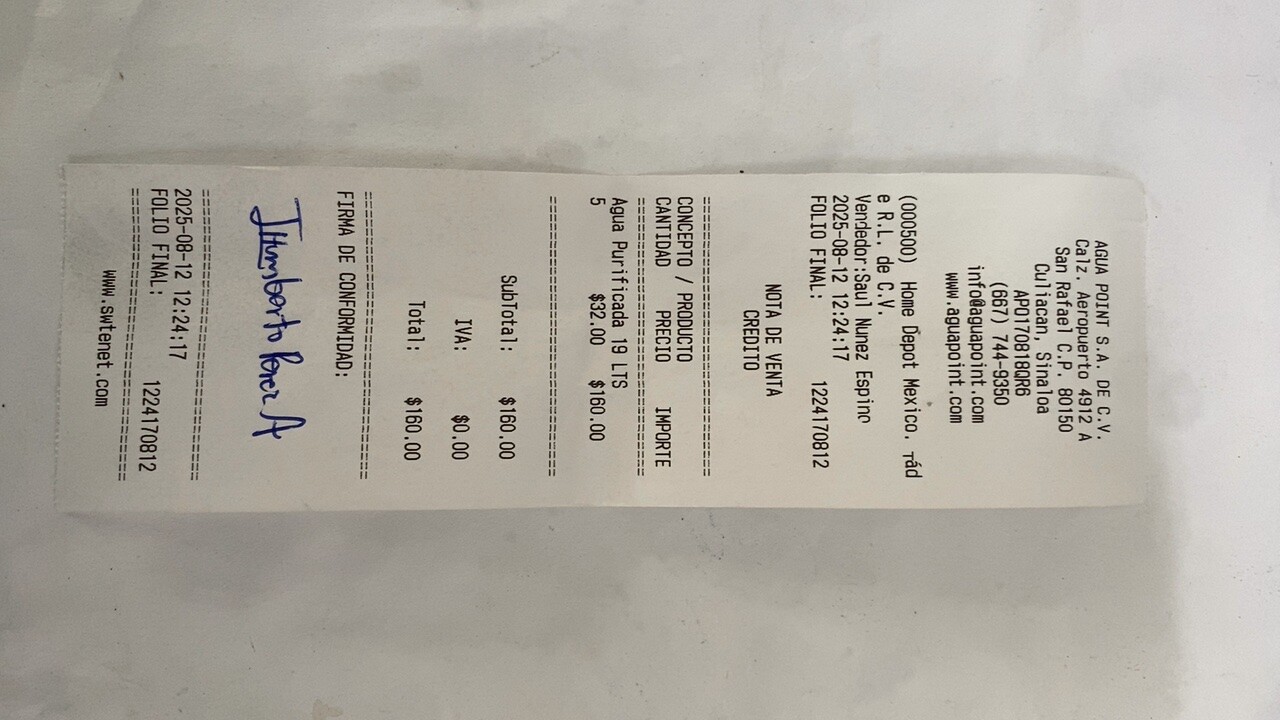 AGUA POINT S.A. DE C.V.
Calz. Aeropuerto 4912 A
San Rafael C.P. 80150
Culiacan, Sinaloa
APO170818QR6
(667) 744-9350
info@aguapoint.com
www.aguapoint.com
(000500) Home Depot Mexico.
e R.L. de C.V.
Vendedor:Saul Nunez Espino
2025-08-12 12:24:17
FOLIO FINAL: 1224170812
NOTA DE VENTA
CREDITO
================================
CONCEPTO / PRODUCTO
CANTIDAD PRECIO IMPORTE
================================
Agua Purificada 19 LTS
5 $32.00 $160.00
================================
SubTotal: $160.00
IVA: $0.00
Total: $160.00
================================
FIRMA DE CONFORMIDAD:
JHumberto Perez A
================================
2025-08-12 12:24:17
FOLIO FINAL: 1224170812
================================
www.swtenet.com